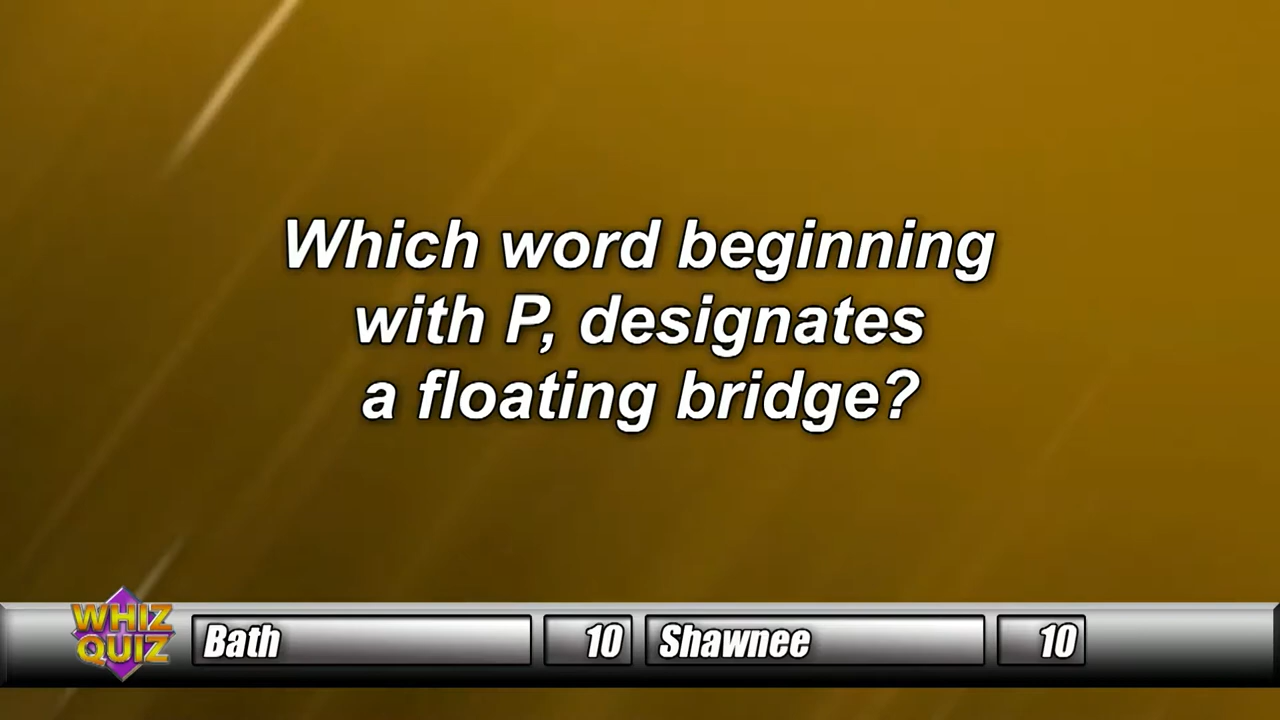 Which word beginning
with P, designates
a floating bridge?
WHIZ
QUIZ
Bath 10 Shawnee 10